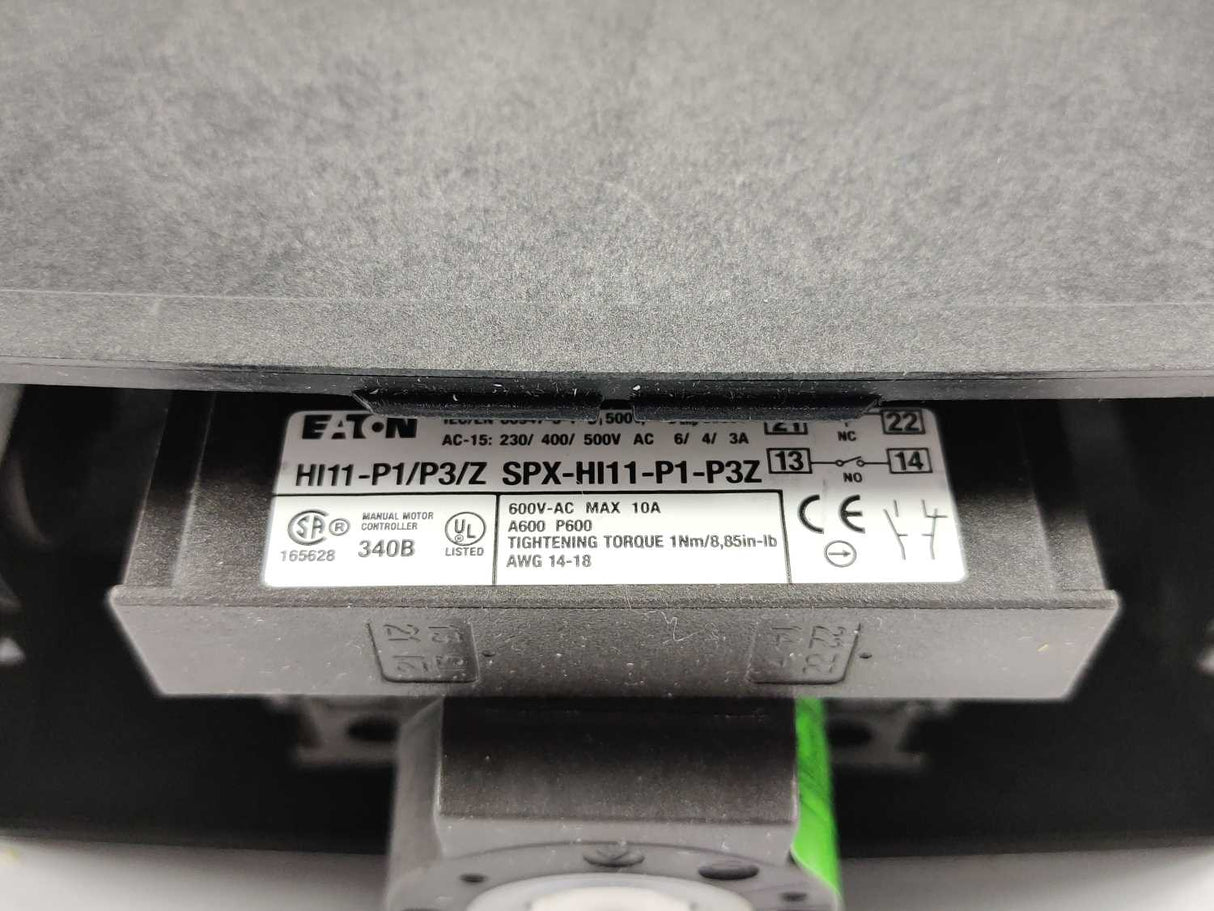 EATON
AC-15: 230/ 400/ 500V AC 6/ 4/ 3A
21 22
NC
HI11-P1/P3/Z SPX-HI11-P1-P3Z
13 14
NO
SA ®
165628
MANUAL MOTOR
CONTROLLER
340B
UL
LISTED
600V-AC MAX 10A
A600 P600
TIGHTENING TORQUE 1Nm/8,85in-lb
AWG 14-18
CE